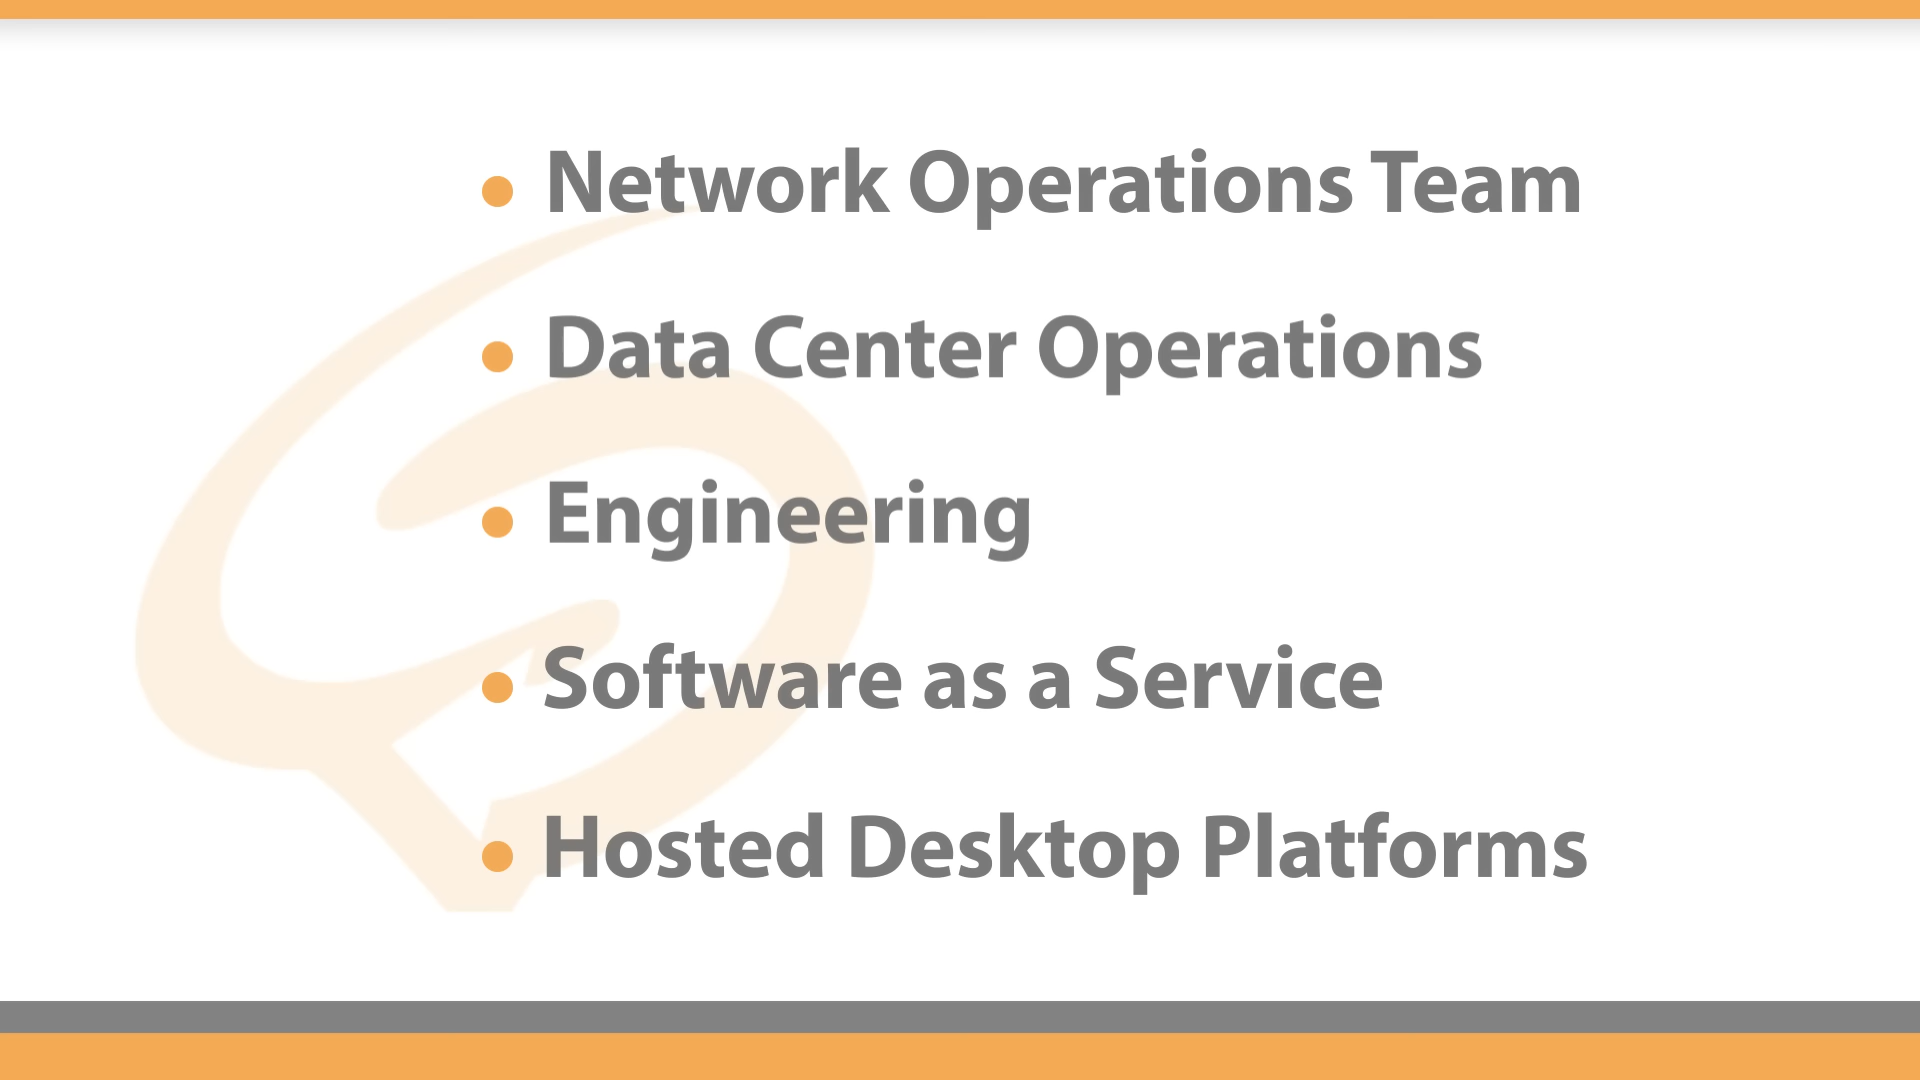 • Network Operations Team
• Data Center Operations
• Engineering
• Software as a Service
• Hosted Desktop Platforms